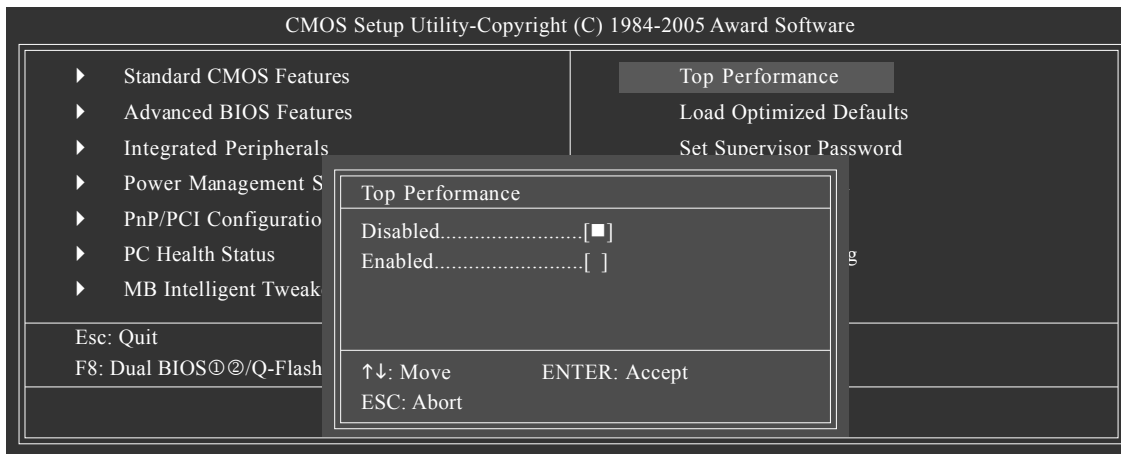 CMOS Setup Utility-Copyright (C) 1984-2005 Award Software
Standard CMOS Features
Advanced BIOS Features
Integrated Peripherals
Power Management S
PnP/PCI Configuratio
PC Health Status
MB Intelligent Tweak
Top Performance
Load Optimized Defaults
Set Supervisor Password
g
Top Performance
Disabled.........................[■]
Enabled..........................[ ]
↑↓: Move ENTER: Accept
ESC: Abort
Esc: Quit
F8: Dual BIOS①②/Q-Flash